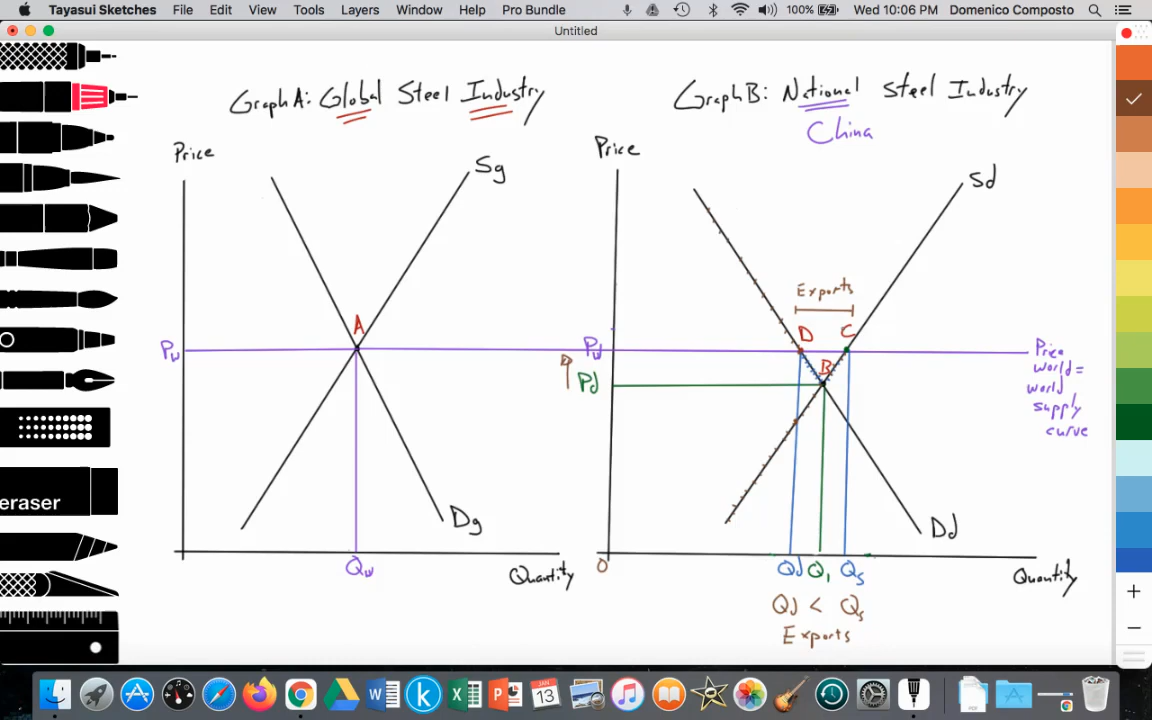 Tayasui Sketches File Edit View Tools Layers Window Help Pro Bundle 100% Wed 10:06 PM Domenico Composto
Untitled
Graph A: Global Steel Industry
Graph B: National Steel Industry
China
Price
Sg
A
Pw
Dg
Qw
Quantity
Price
Sd
Exports
D
C
B
Pw
Pd
Price
world =
world
supply
curve
Dd
0
Qd Q1 Qs
Quantity
Qd < Qs
Exports
eraser
JAN
13